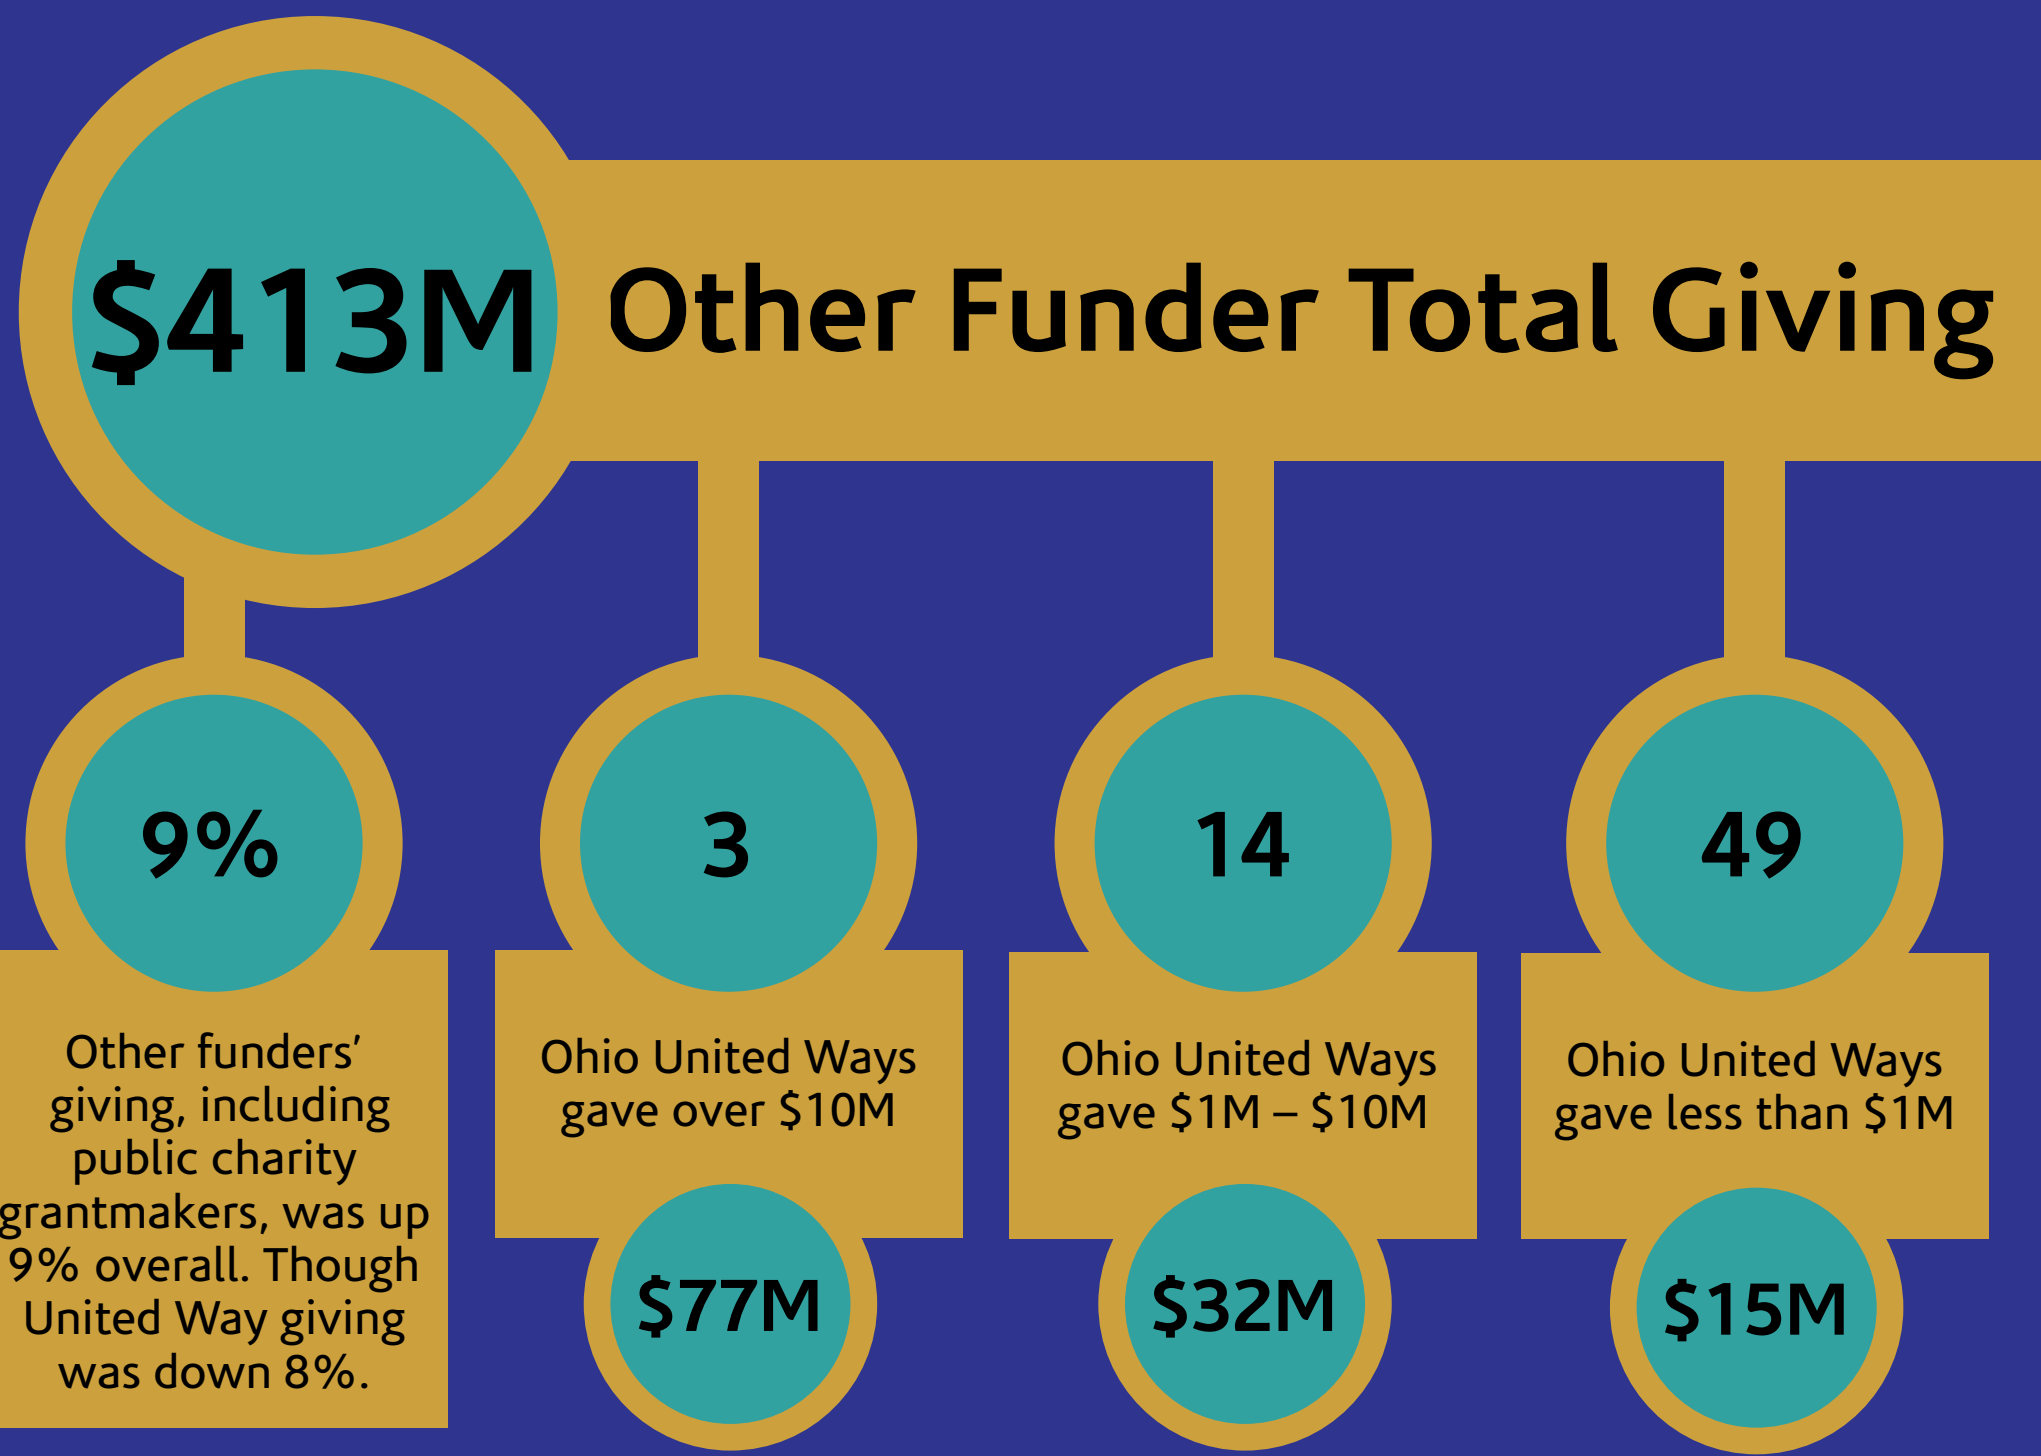 $413M
Other Funder Total Giving
9%
Other funders’
giving, including
public charity
grantmakers, was up
9% overall. Though
United Way giving
was down 8%.
3
Ohio United Ways
gave over $10M
$77M
14
Ohio United Ways
gave $1M – $10M
$32M
49
Ohio United Ways
gave less than $1M
$15M